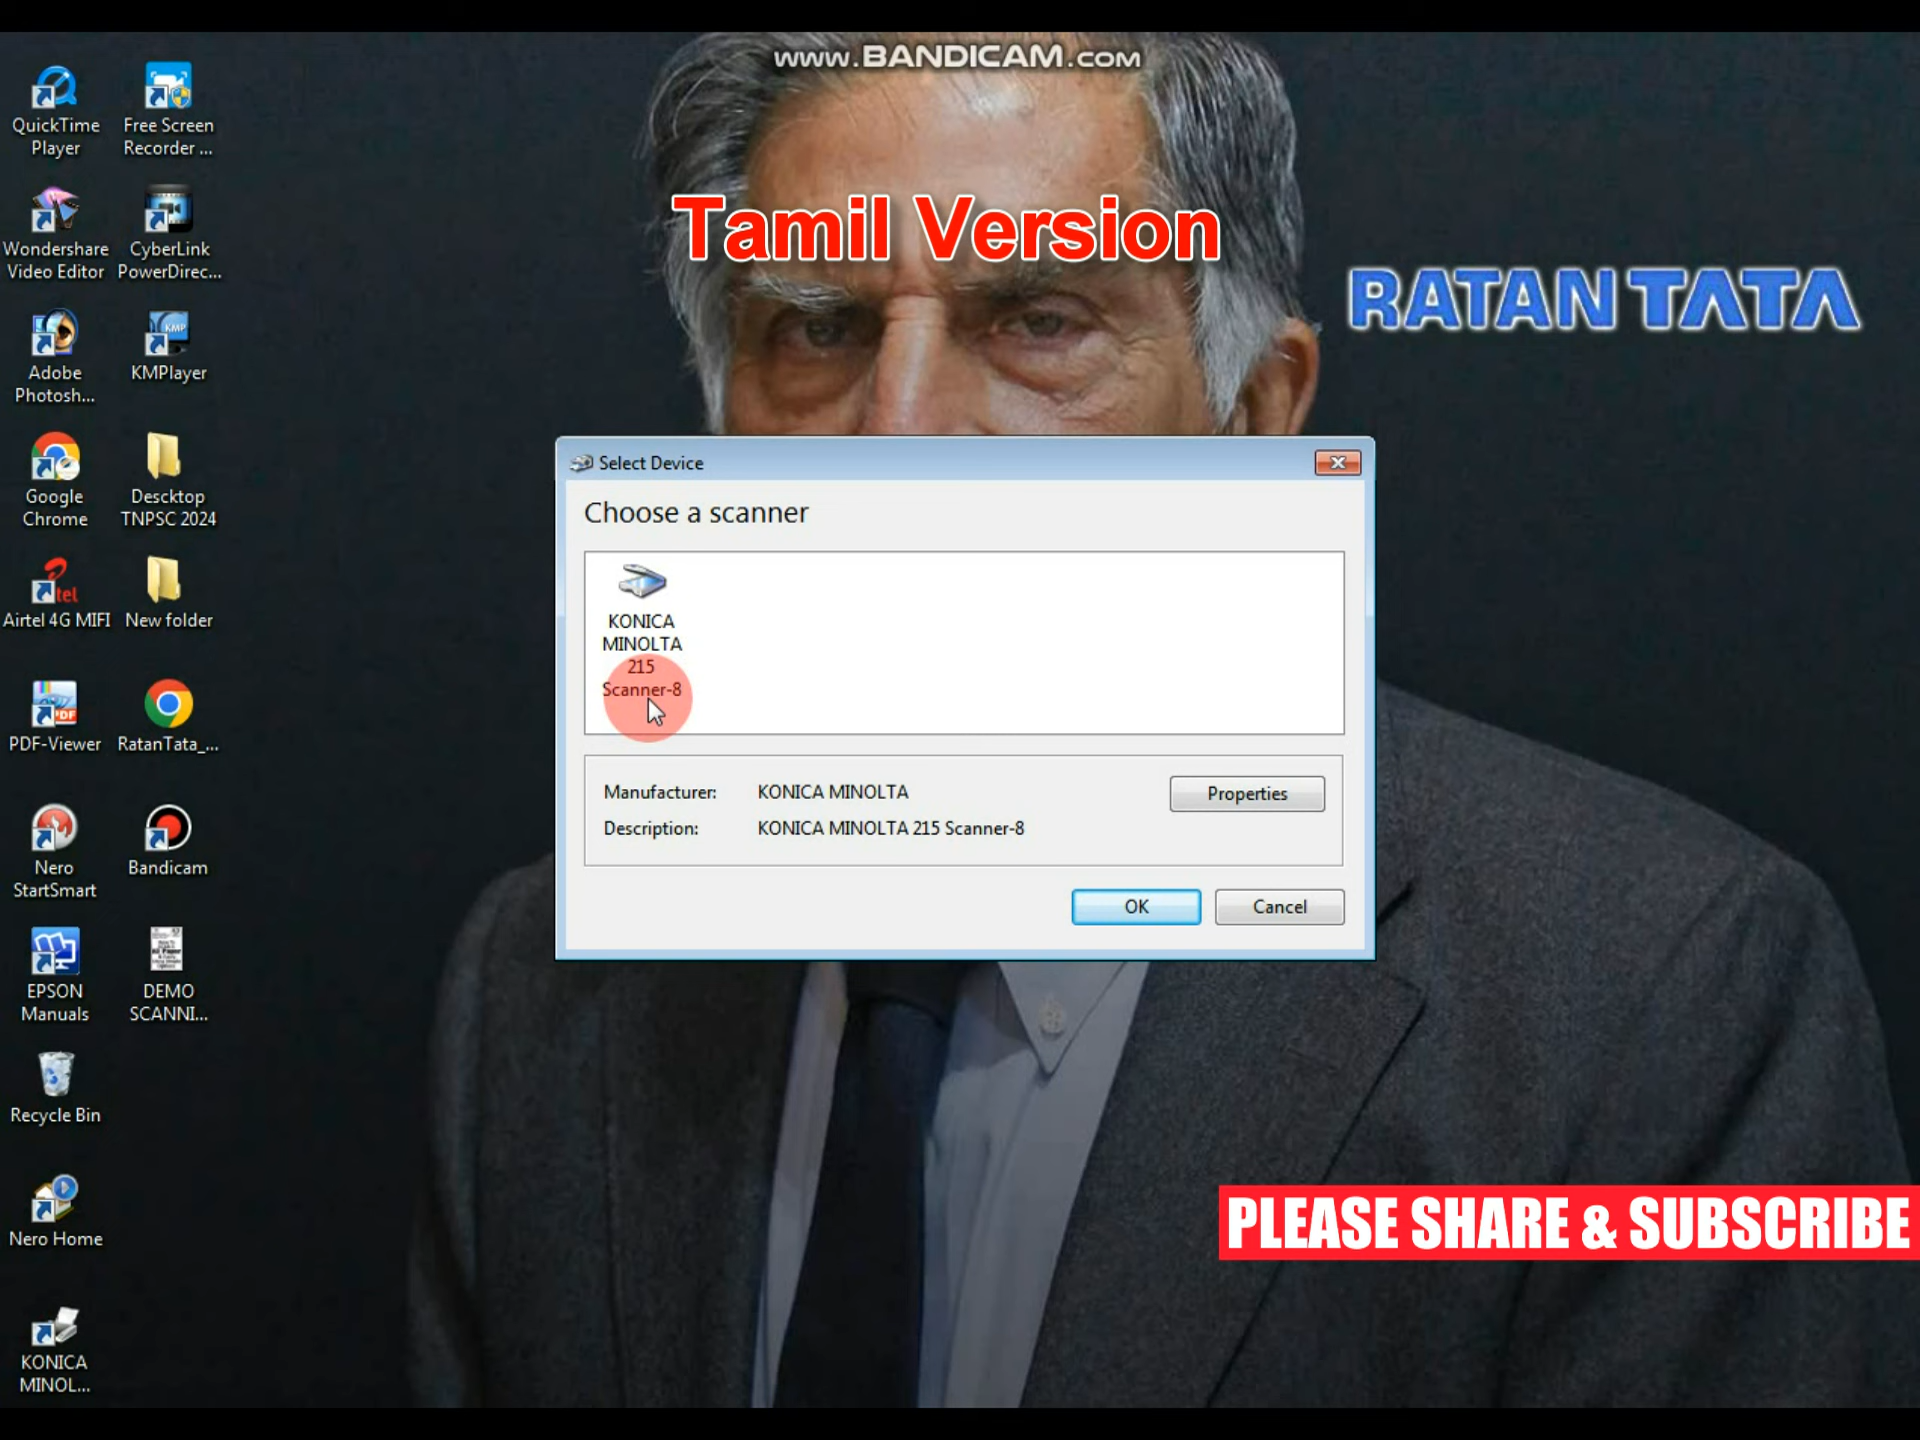 www.BANDICAM.COM
Tamil Version
RATAN TATA
QuickTime
Player
Free Screen
Recorder ...
Wondershare
Video Editor
CyberLink
PowerDirec...
Adobe
Photosh...
KMPlayer
Google
Chrome
Descktop
TNPSC 2024
Airtel 4G MIFI
New folder
PDF-Viewer
RatanTata_...
Nero
StartSmart
Bandicam
EPSON
Manuals
DEMO
SCANNI...
Recycle Bin
Nero Home
KONICA
MINOL...
Select Device
Choose a scanner
KONICA
MINOLTA
215
Scanner-8
Manufacturer: KONICA MINOLTA
Properties
Description: KONICA MINOLTA 215 Scanner-8
OK
Cancel
PLEASE SHARE & SUBSCRIBE